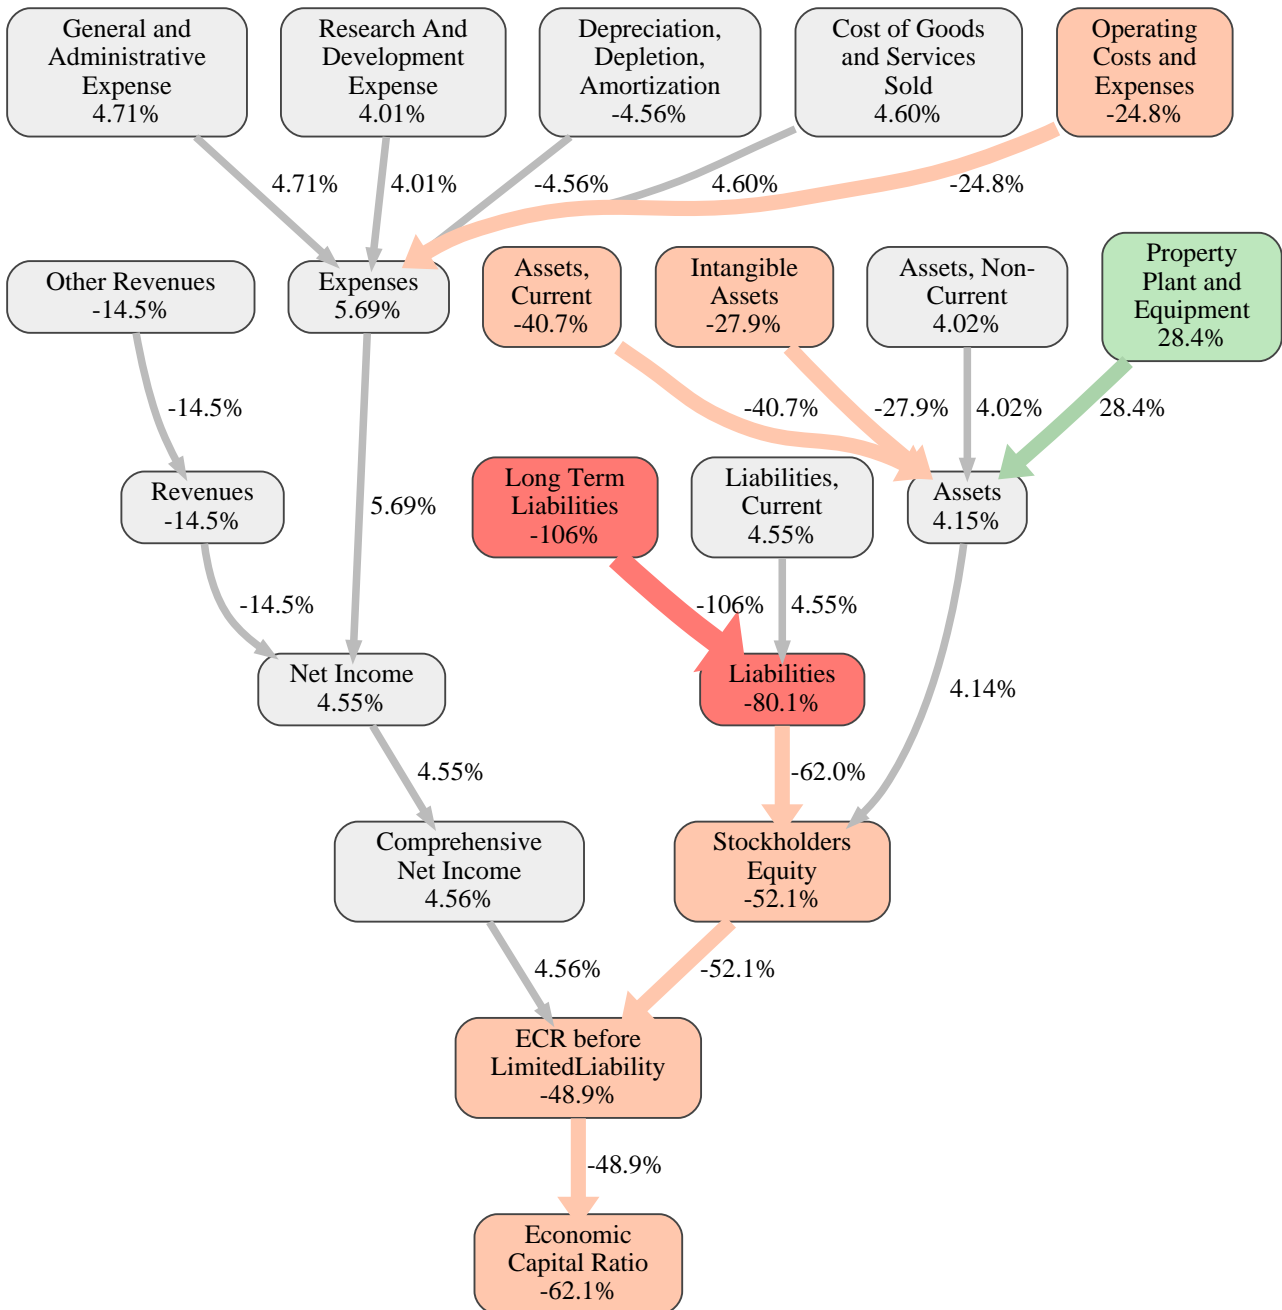 General and
Administrative
Expense
4.71%
Research And
Development
Expense
4.01%
Depreciation,
Depletion,
Amortization
-4.56%
Cost of Goods
and Services
Sold
4.60%
Operating
Costs and
Expenses
-24.8%
4.71%
4.01%
-4.56%
4.60%
-24.8%
Other Revenues
-14.5%
Expenses
5.69%
Assets,
Current
-40.7%
Intangible
Assets
-27.9%
Assets, Non-
Current
4.02%
Property
Plant and
Equipment
28.4%
-14.5%
-40.7%
-27.9%
4.02%
28.4%
Revenues
-14.5%
5.69%
Long Term
Liabilities
-106%
Liabilities,
Current
4.55%
Assets
4.15%
-14.5%
-106%
4.55%
Net Income
4.55%
Liabilities
-80.1%
4.14%
4.55%
-62.0%
Comprehensive
Net Income
4.56%
Stockholders
Equity
-52.1%
4.56%
-52.1%
ECR before
LimitedLiability
-48.9%
-48.9%
Economic
Capital Ratio
-62.1%